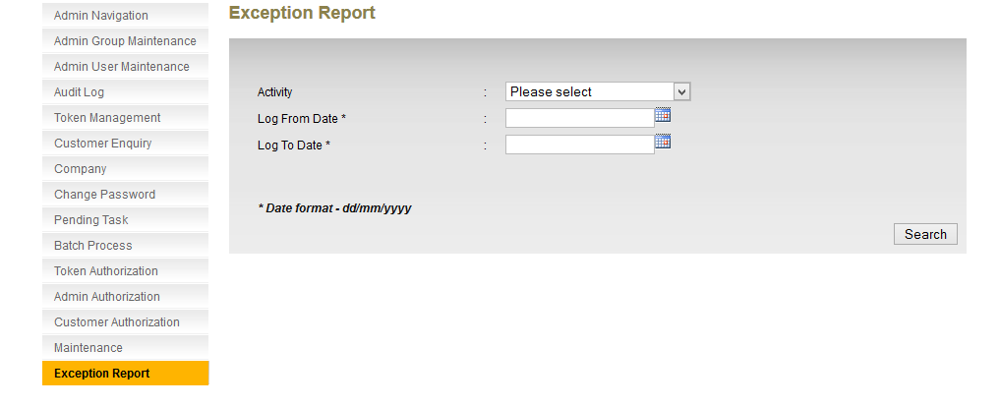 Admin Navigation
Admin Group Maintenance
Admin User Maintenance
Audit Log
Token Management
Customer Enquiry
Company
Change Password
Pending Task
Batch Process
Token Authorization
Admin Authorization
Customer Authorization
Maintenance
Exception Report
Exception Report
Activity : Please select
Log From Date * :
Log To Date * :
* Date format - dd/mm/yyyy
Search